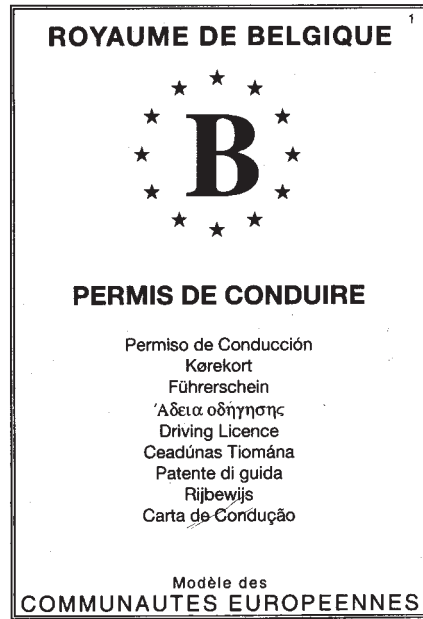 1
ROYAUME DE BELGIQUE
B
PERMIS DE CONDUIRE
Permiso de Conducción
Kørekort
Führerschein
Άδεια οδήγησης
Driving Licence
Ceadúnas Tiomána
Patente di guida
Rijbewijs
Carta de Condução
Modèle des
COMMUNAUTES EUROPEENNES